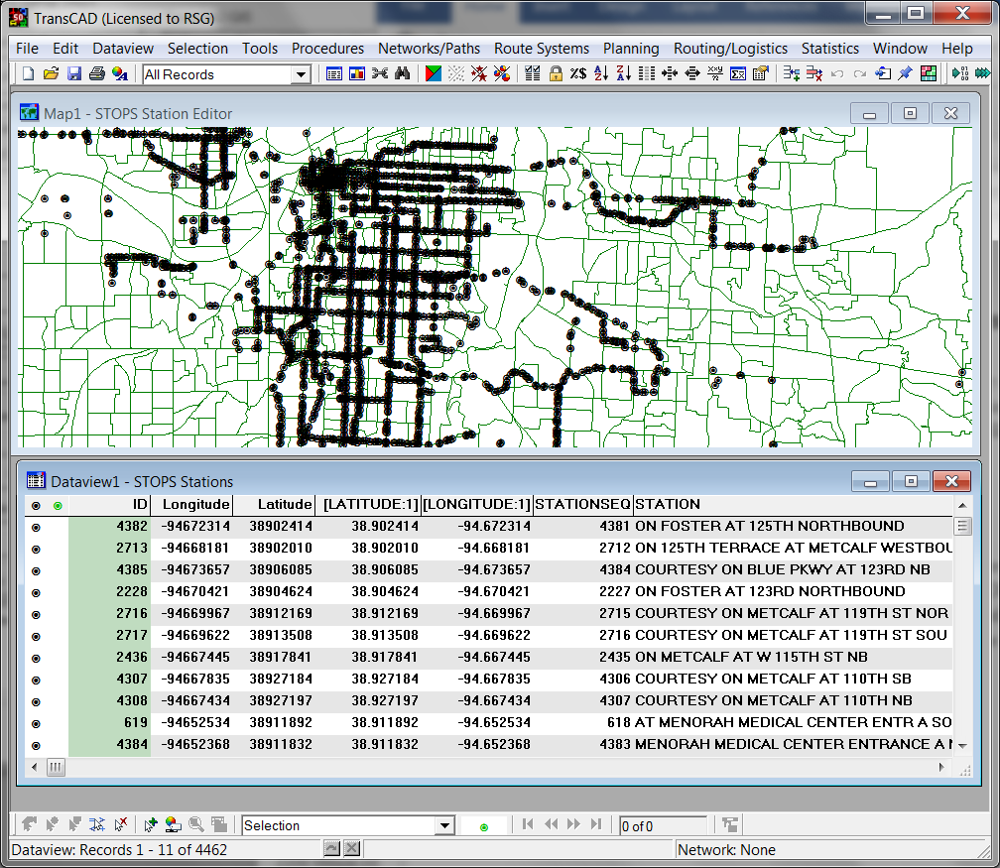 TransCAD (Licensed to RSG)
File Edit Dataview Selection Tools Procedures Networks/Paths Route Systems Planning Routing/Logistics Statistics Window Help
All Records
Map1 - STOPS Station Editor
Dataview1 - STOPS Stations
ID Longitude Latitude [LATITUDE:1] [LONGITUDE:1] STATIONSEQ STATION
4382 -94672314 38902414 38.902414 -94.672314 4381 ON FOSTER AT 125TH NORTHBOUND
2713 -94668181 38902010 38.902010 -94.668181 2712 ON 125TH TERRACE AT METCALF WESTBOU
4385 -94673657 38906085 38.906085 -94.673657 4384 COURTESY ON BLUE PKWY AT 123RD NB
2228 -94670421 38904624 38.904624 -94.670421 2227 ON FOSTER AT 123RD NORTHBOUND
2716 -94669967 38912169 38.912169 -94.669967 2715 COURTESY ON METCALF AT 119TH ST NOR
2717 -94669622 38913508 38.913508 -94.669622 2716 COURTESY ON METCALF AT 119TH ST SOU
2436 -94667445 38917841 38.917841 -94.667445 2435 ON METCALF AT W 115TH ST NB
4307 -94667835 38927184 38.927184 -94.667835 4306 COURTESY ON METCALF AT 110TH SB
4308 -94667434 38927197 38.927197 -94.667434 4307 COURTESY ON METCALF AT 110TH NB
619 -94652534 38911892 38.911892 -94.652534 618 AT MENORAH MEDICAL CENTER ENTR A SO
4384 -94652368 38911832 38.911832 -94.652368 4383 MENORAH MEDICAL CENTER ENTRANCE A
Selection
0 of 0
Dataview: Records 1 - 11 of 4462
Network: None